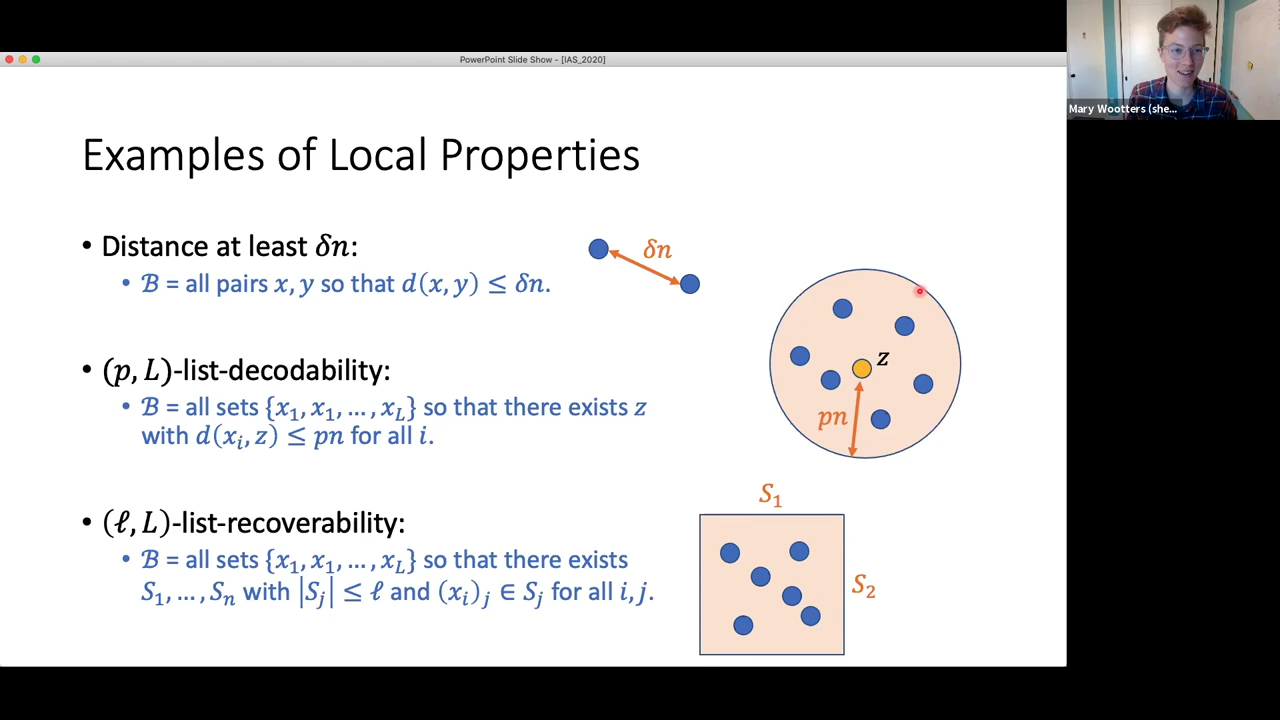 PowerPoint Slide Show - [IAS_2020]
Mary Wootters (she...
Examples of Local Properties
• Distance at least δn:
δn
• ℬ = all pairs x, y so that d(x, y) ≤ δn.
• (p, L)-list-decodability:
z
• ℬ = all sets {x₁, x₁, ..., x_L} so that there exists z
with d(xᵢ, z) ≤ pn for all i.
pn
• (ℓ, L)-list-recoverability:
S₁
• ℬ = all sets {x₁, x₁, ..., x_L} so that there exists
S₁, ..., Sₙ with |Sⱼ| ≤ ℓ and (xᵢ)ⱼ ∈ Sⱼ for all i, j.
S₂